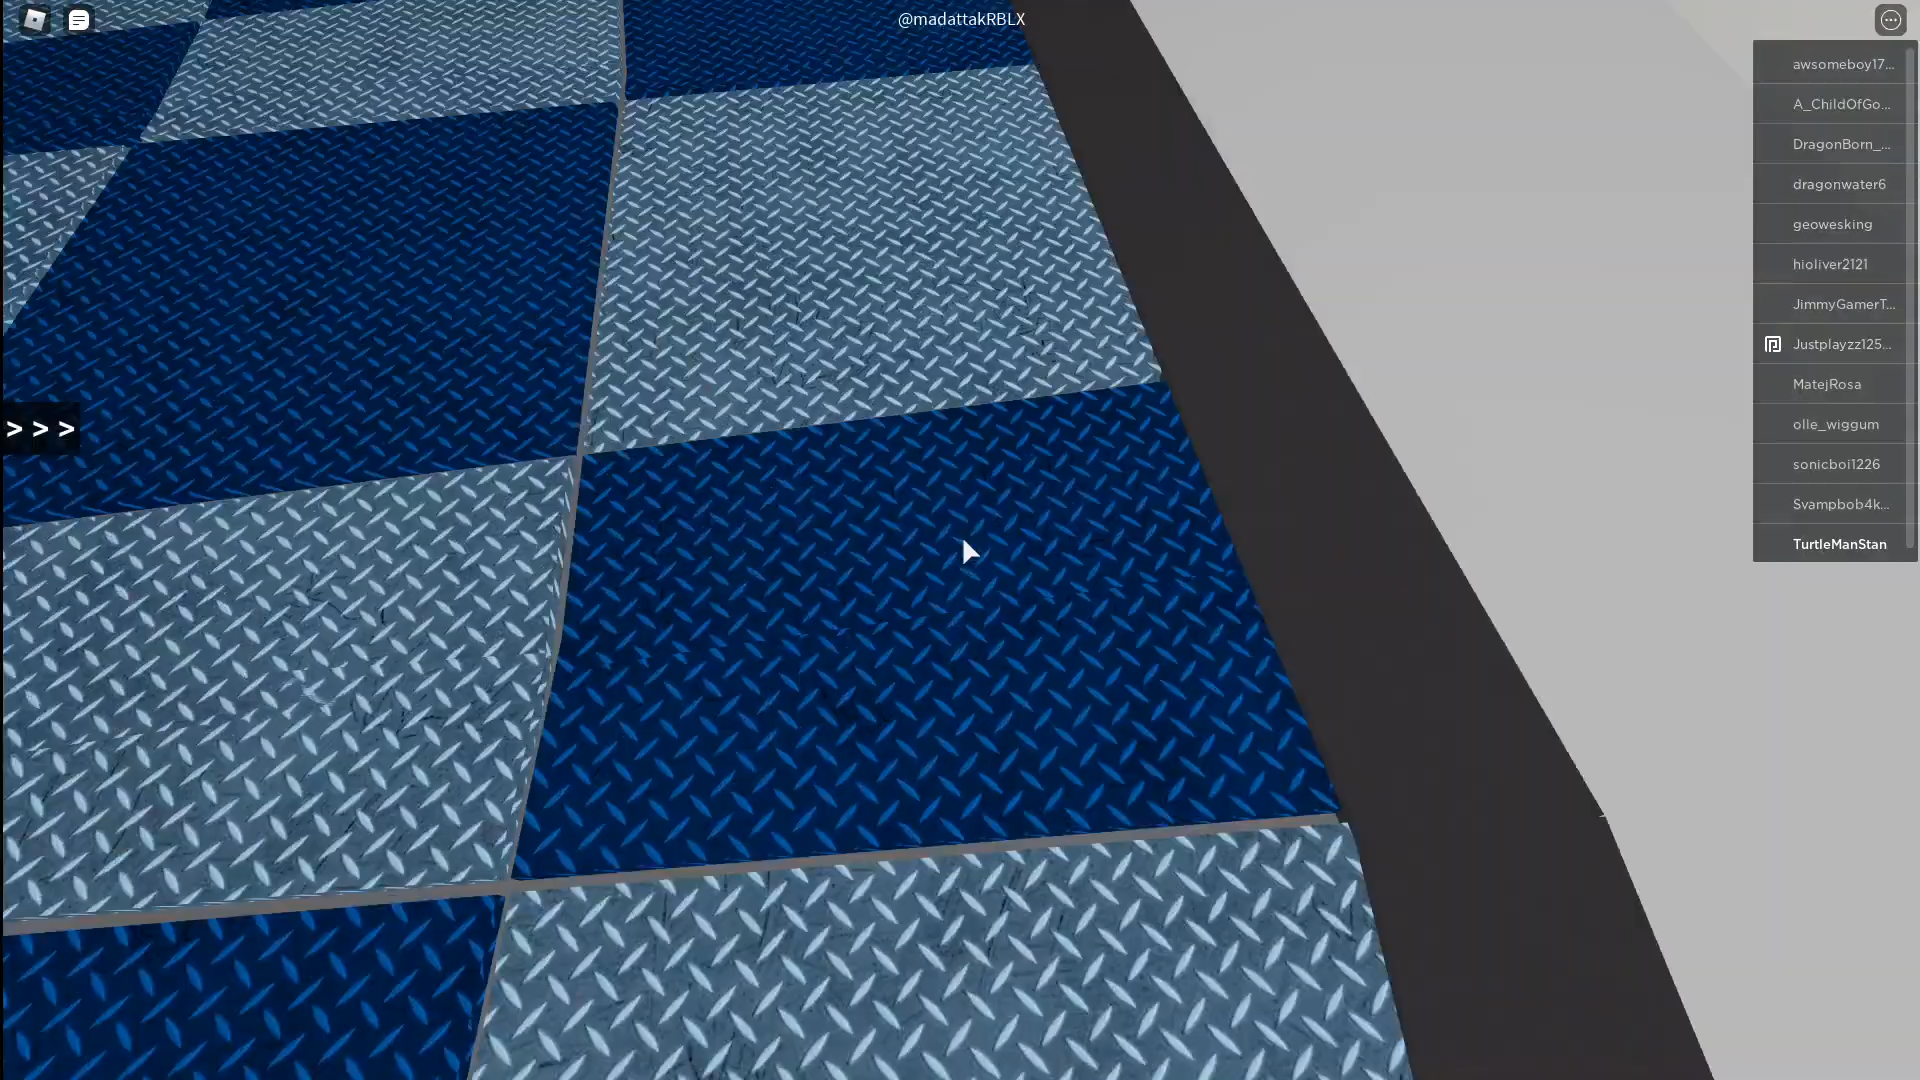 @madattakRBLX
awsomeboy17...
A_ChildOfGo...
DragonBorn_...
dragonwater6
geowesking
hioliver2121
JimmyGamerT...
Justplayzz125...
MatejRosa
olle_wiggum
sonicboi1226
Svampbob4k...
TurtleManStan
> > >